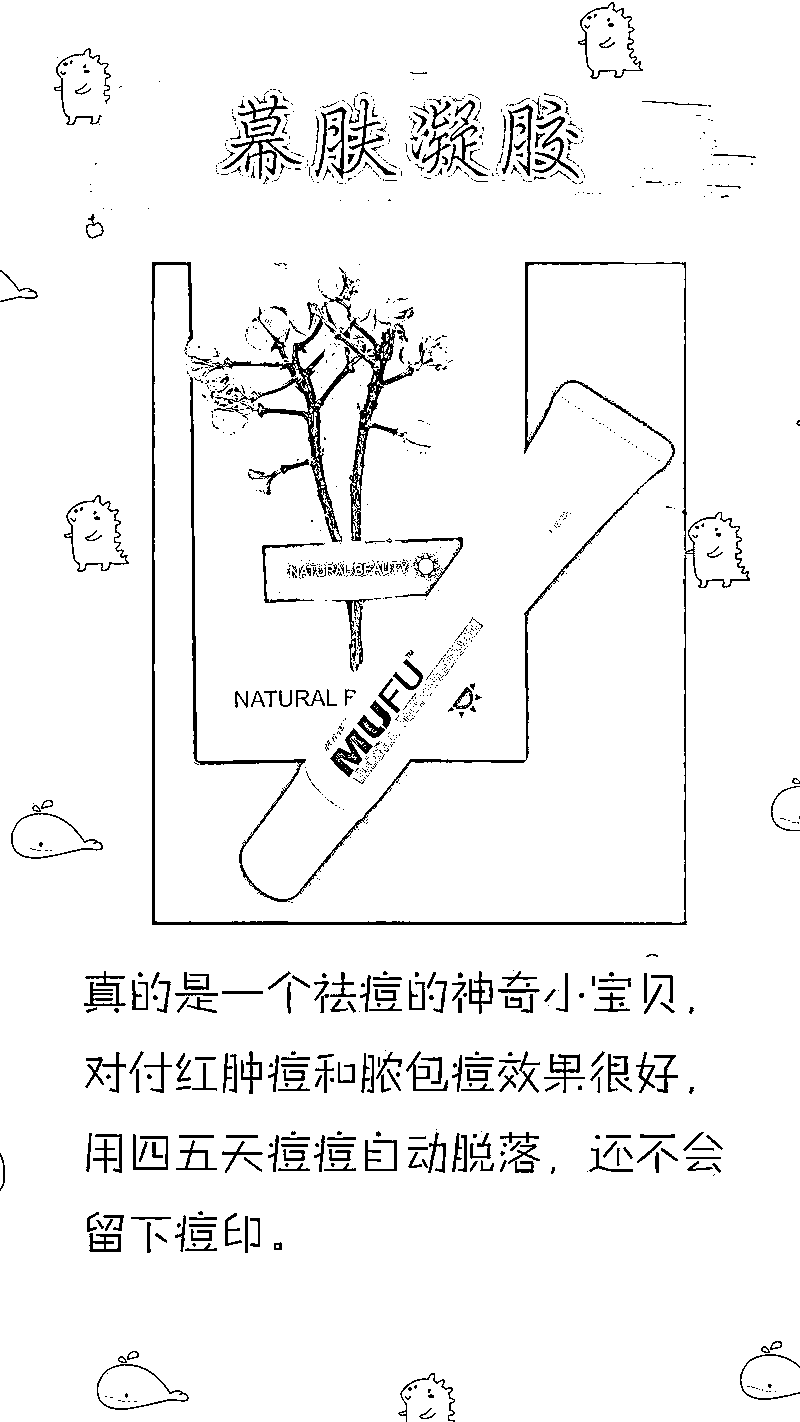 幕肤凝胶
NATURAL BEAUTY
NATURAL B
MUFU
真的是一个祛痘的神奇小宝贝，
对付红肿痘和脓包痘效果很好，
用四五天痘痘自动脱落，还不会
留下痘印。